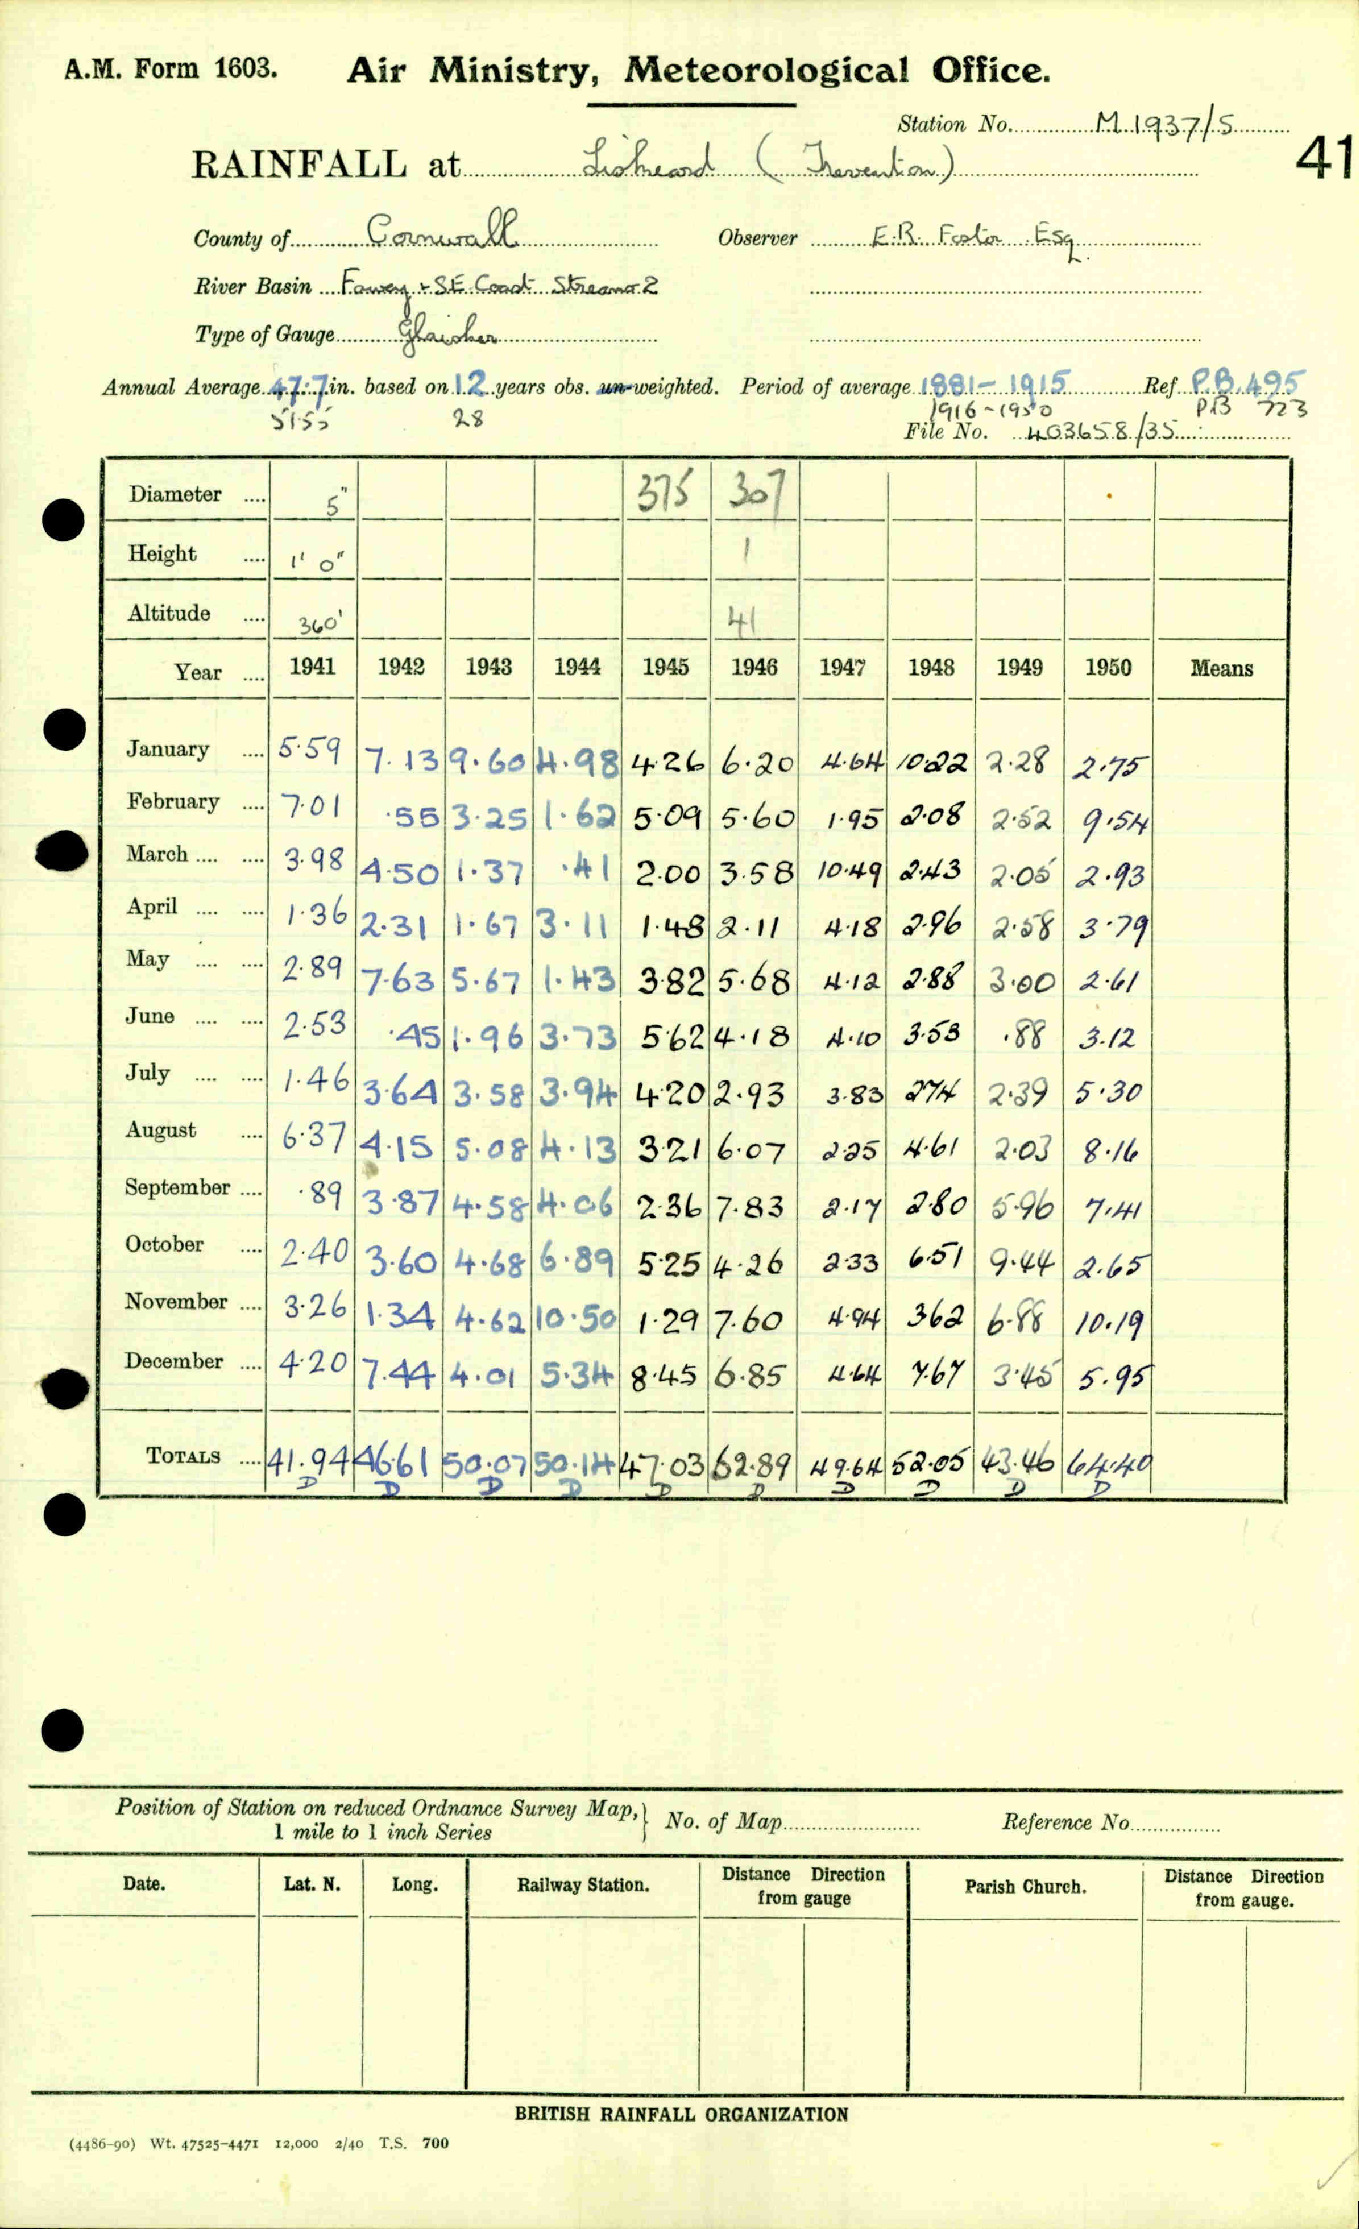 A.M. Form 1603. Air Ministry, Meteorological Office.
Station No. M 1937/5
41
RAINFALL at Liskeard (Trevention)
County of Cornwall Observer E.R. Foster Esq.
River Basin Fowey + SE Coast Streams 2
Type of Gauge Glaisher
Annual Average 47.7 in. based on 12 years obs. un-weighted. Period of average 1881-1915 Ref P.B. 495
51.55 28 1916-1950 PB 723
File No. 403658/35
Diameter .... 5" 375 307
Height .... 1' 0" 1
Altitude .... 360' 41
Year .... 1941 1942 1943 1944 1945 1946 1947 1948 1949 1950 Means
January .... 5.59 7.13 9.60 4.98 4.26 6.20 4.64 10.22 2.28 2.75
February .... 7.01 .55 3.25 1.62 5.09 5.60 1.95 2.08 2.52 9.54
March .... .... 3.98 4.50 1.37 .41 2.00 3.58 10.49 2.43 2.05 2.93
April .... .... 1.36 2.31 1.67 3.11 1.48 2.11 4.18 2.96 2.58 3.79
May .... .... 2.89 7.63 5.67 1.43 3.82 5.68 4.12 2.88 3.00 2.61
June .... .... 2.53 .45 1.96 3.73 5.62 4.18 4.10 3.53 .88 3.12
July .... .... 1.46 3.64 3.58 3.94 4.20 2.93 3.83 2.74 2.39 5.30
August .... 6.37 4.15 5.08 4.13 3.21 6.07 2.25 4.61 2.03 8.16
September .... .89 3.87 4.58 4.06 2.36 7.83 2.17 2.80 5.96 7.41
October .... 2.40 3.60 4.68 6.89 5.25 4.26 2.33 6.51 9.44 2.65
November .... 3.26 1.34 4.62 10.50 1.29 7.60 4.94 3.62 6.88 10.19
December .... 4.20 7.44 4.01 5.34 8.45 6.85 4.64 7.67 3.45 5.95
TOTALS .... 41.94 46.61 50.07 50.14 47.03 62.89 49.64 52.05 43.46 64.40
D D D D D D D D D D
Position of Station on reduced Ordnance Survey Map, } No. of Map Reference No.
1 mile to 1 inch Series
Date. Lat. N. Long. Railway Station. Distance Direction from gauge Parish Church. Distance Direction from gauge.
BRITISH RAINFALL ORGANIZATION
(4486-90) Wt. 47525-4471 12,000 2/40 T.S. 700